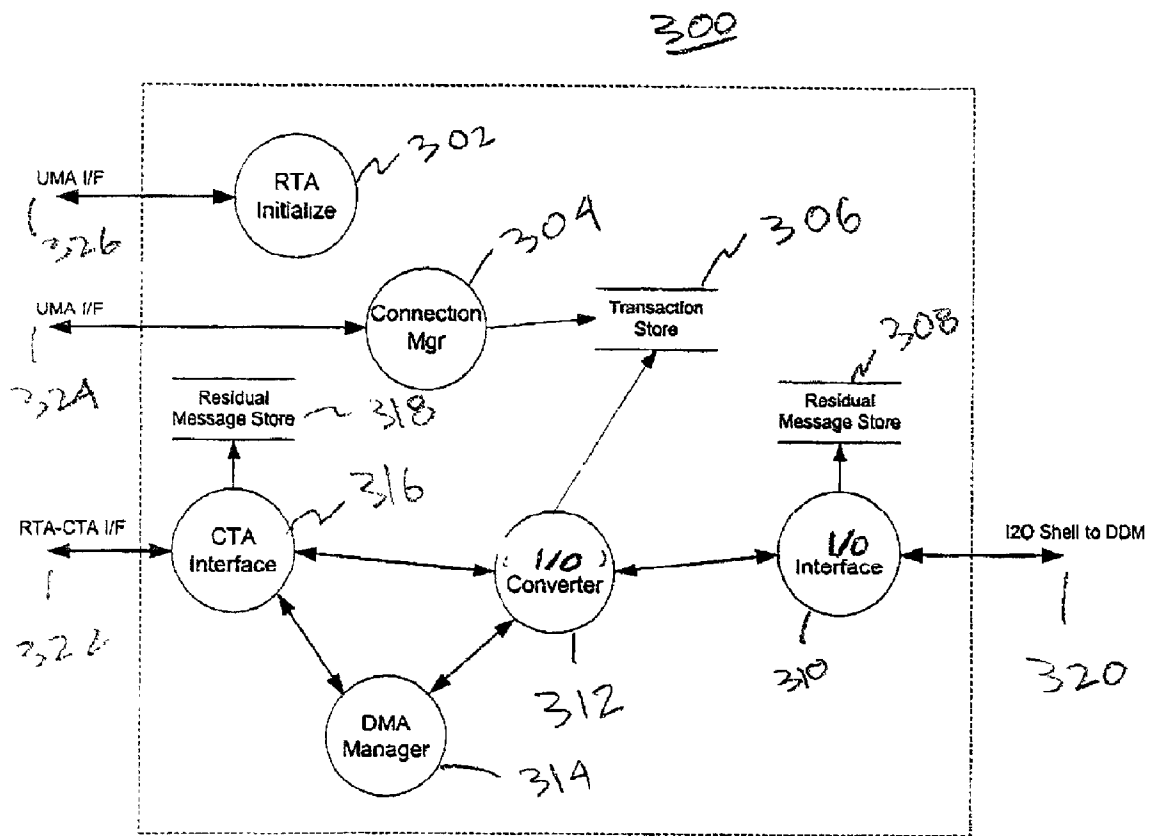 300
302
UMA I/F
RTA
Initialize
326
304
306
UMA I/F
Connection
Mgr
Transaction
Store
324
308
Residual
Message Store
318
Residual
Message Store
316
RTA-CTA I/F
CTA
Interface
I/O
Converter
I/O
Interface
I2O Shell to DDM
322
310
320
312
DMA
Manager
314